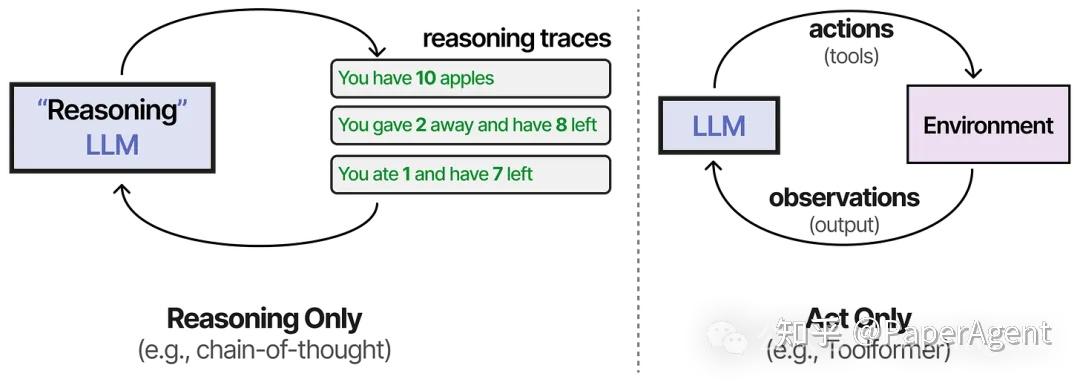 reasoning traces
“Reasoning”
LLM
You have 10 apples
You gave 2 away and have 8 left
You ate 1 and have 7 left
Reasoning Only
(e.g., chain-of-thought)
actions
(tools)
LLM
Environment
observations
(output)
Act Only
(e.g., Toolformer)
知乎 @PaperAgent